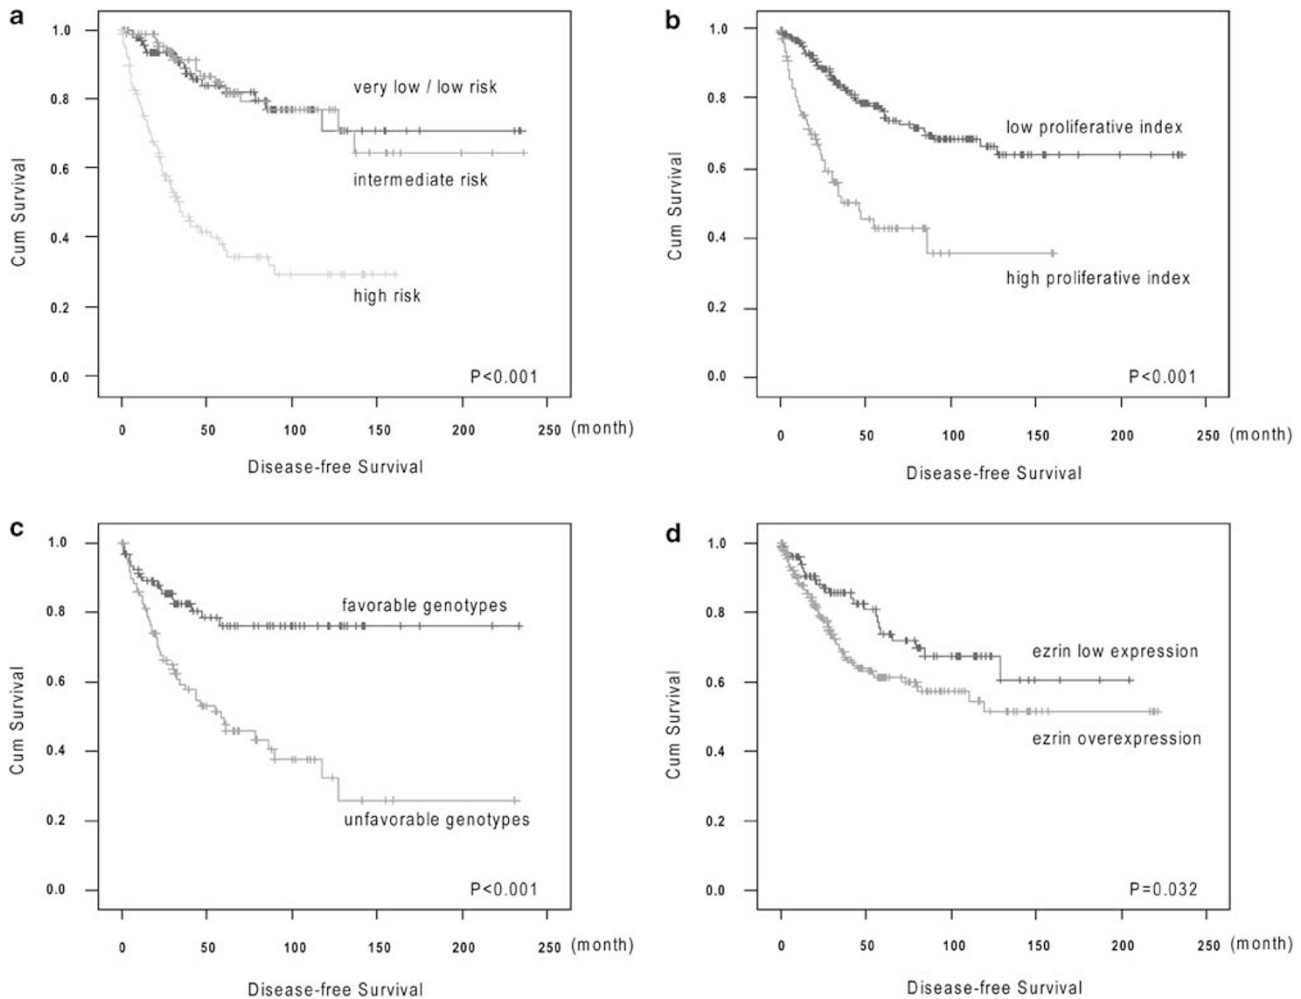 a
1.0
0.8
0.6
0.4
0.2
0.0
Cum Survival
very low / low risk
intermediate risk
high risk
P<0.001
0 50 100 150 200 250 (month)
Disease-free Survival
b
1.0
0.8
0.6
0.4
0.2
0.0
Cum Survival
low proliferative index
high proliferative index
P<0.001
0 50 100 150 200 250 (month)
Disease-free Survival
c
1.0
0.8
0.6
0.4
0.2
0.0
Cum Survival
favorable genotypes
unfavorable genotypes
P<0.001
0 50 100 150 200 250 (month)
Disease-free Survival
d
1.0
0.8
0.6
0.4
0.2
0.0
Cum Survival
ezrin low expression
ezrin overexpression
P=0.032
0 50 100 150 200 250 (month)
Disease-free Survival